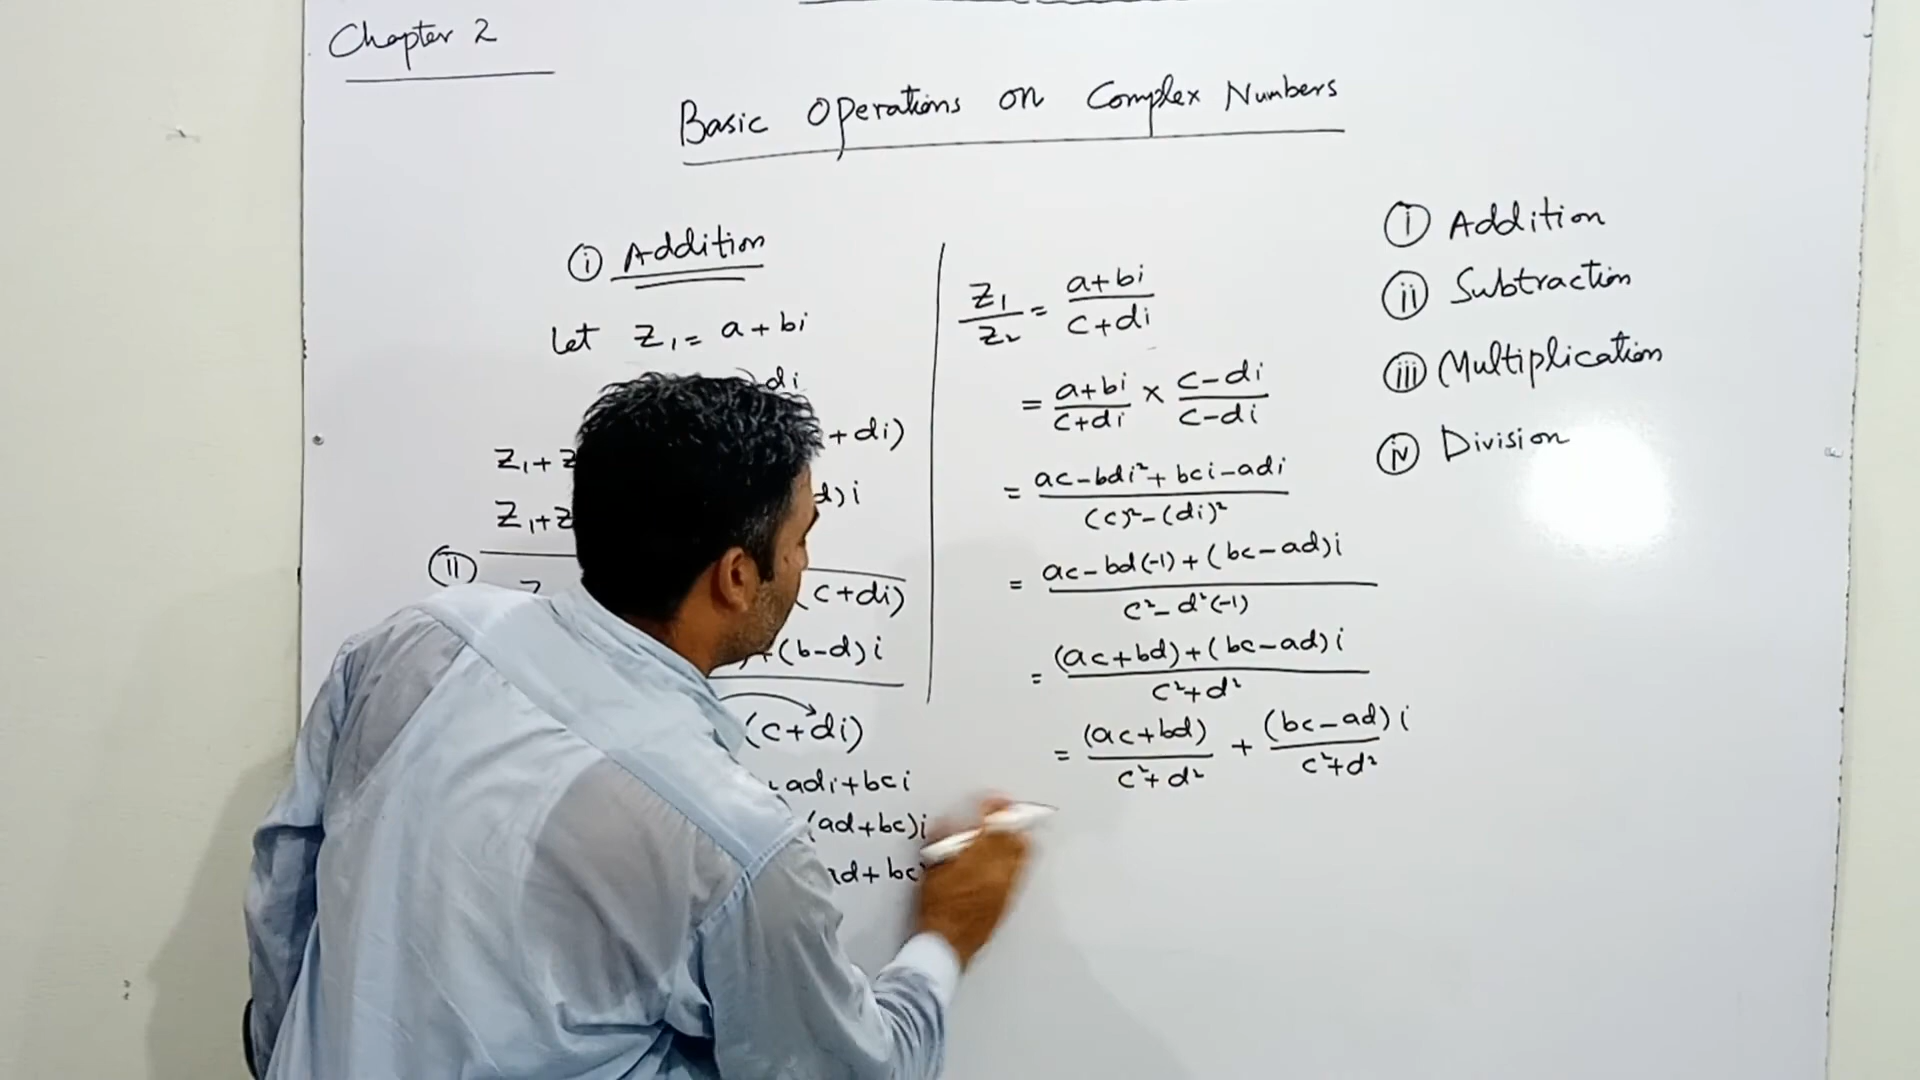 Chapter 2
Basic Operations on Complex Numbers
(i) Addition
Let Z₁ = a + bi
di
Z₁ + Z + di)
Z₁ + Z d) i
(ii)
Z (c + di)
+ (b-d) i
(c+di)
adi + bci
(ad+bc)i
ad + bc
Z₁/Z₂ = (a+bi)/(c+di)
= (a+bi)/(c+di) × (c-di)/(c-di)
= (ac-bdi²+bci-adi)/((c)²-(di)²)
= (ac-bd(-1)+(bc-ad)i)/(c²-d²(-1))
= ((ac+bd)+(bc-ad)i)/(c²+d²)
= (ac+bd)/(c²+d²) + (bc-ad)i/(c²+d²)
(i) Addition
(ii) Subtraction
(iii) Multiplication
(iv) Division